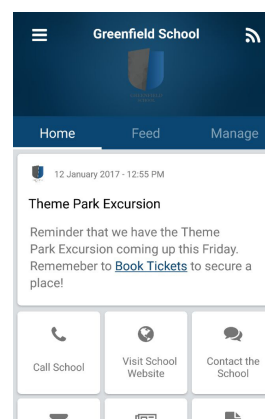 Greenfield School
Home
Feed
Manage
12 January 2017 - 12:55 PM
Theme Park Excursion
Reminder that we have the Theme
Park Excursion coming up this Friday.
Rememeber to Book Tickets to secure a
place!
Call School
Visit School
Website
Contact the
School